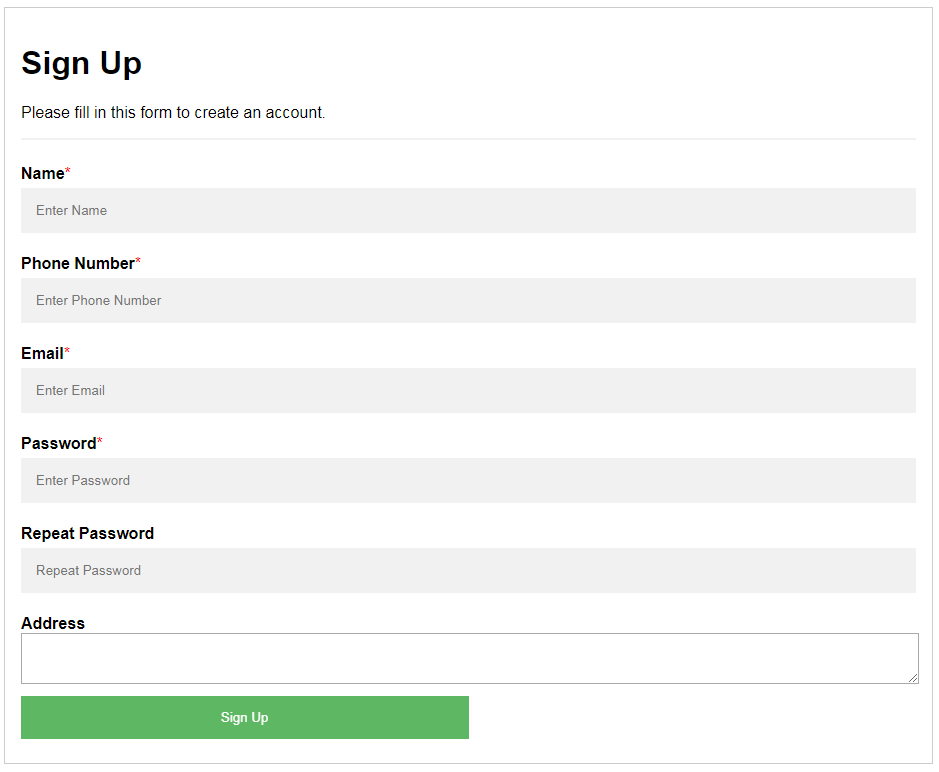 Sign Up
Please fill in this form to create an account.
Name*
Enter Name
Phone Number*
Enter Phone Number
Email*
Enter Email
Password*
Enter Password
Repeat Password
Repeat Password
Address
Sign Up